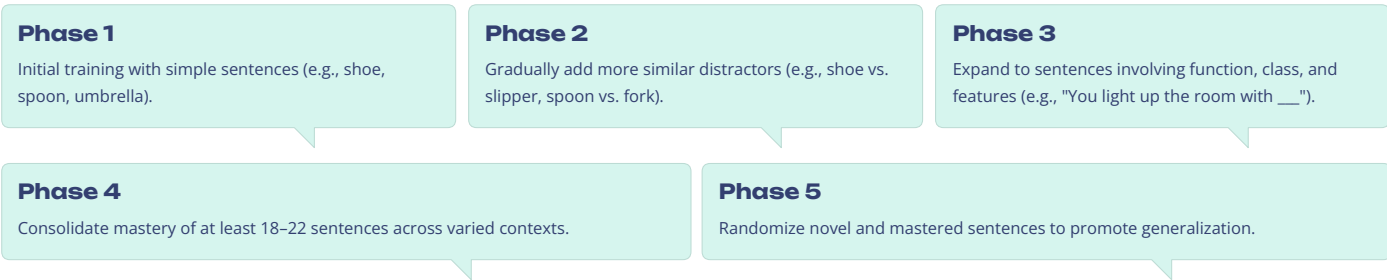 Phase 1
Initial training with simple sentences (e.g., shoe,
spoon, umbrella).
Phase 2
Gradually add more similar distractors (e.g., shoe vs.
slipper, spoon vs. fork).
Phase 3
Expand to sentences involving function, class, and
features (e.g., "You light up the room with ___").
Phase 4
Consolidate mastery of at least 18–22 sentences across varied contexts.
Phase 5
Randomize novel and mastered sentences to promote generalization.